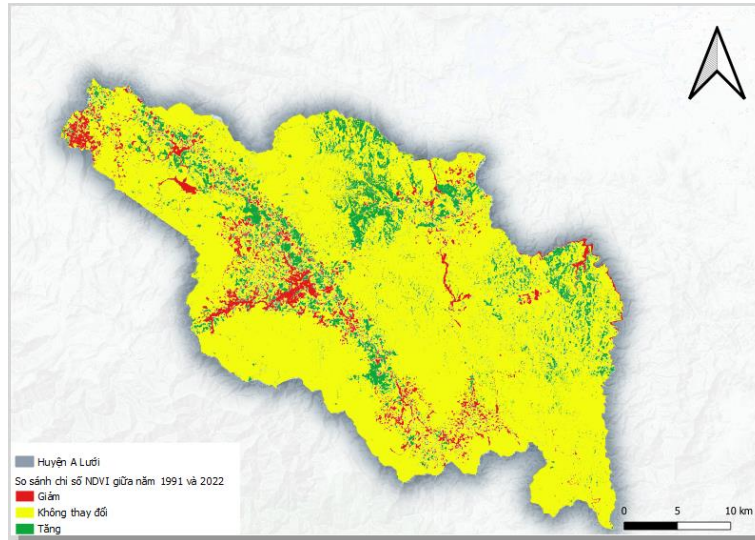 Huyện A Lưới
So sánh chỉ số NDVI giữa năm 1991 và 2022
Giảm
Không thay đổi
Tăng
0 5 10 km